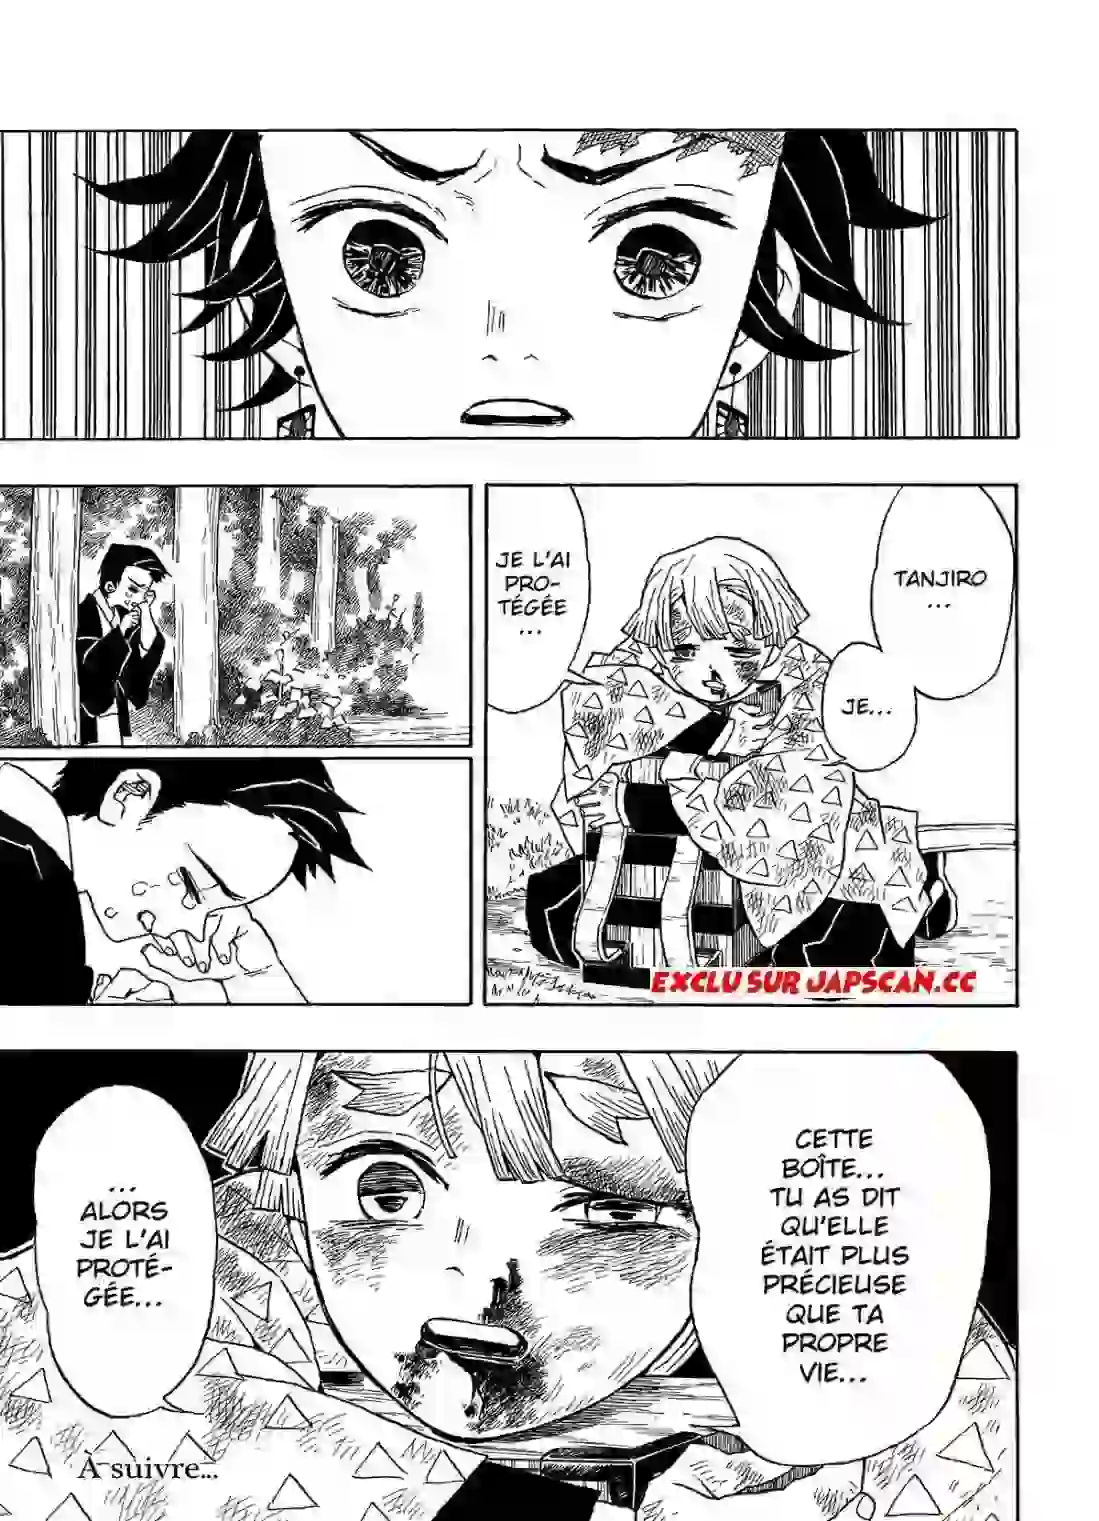 TANJIRO
...
JE...
JE L'AI
PRO-
TÉGÉE
...
EXCLU SUR JAPSCAN.CC
CETTE
BOÎTE...
TU AS DIT
QU'ELLE
ÉTAIT PLUS
PRÉCIEUSE
QUE TA
PROPRE
VIE...
...
ALORS
JE L'AI
PROTÉ-
GÉE...
À suivre...